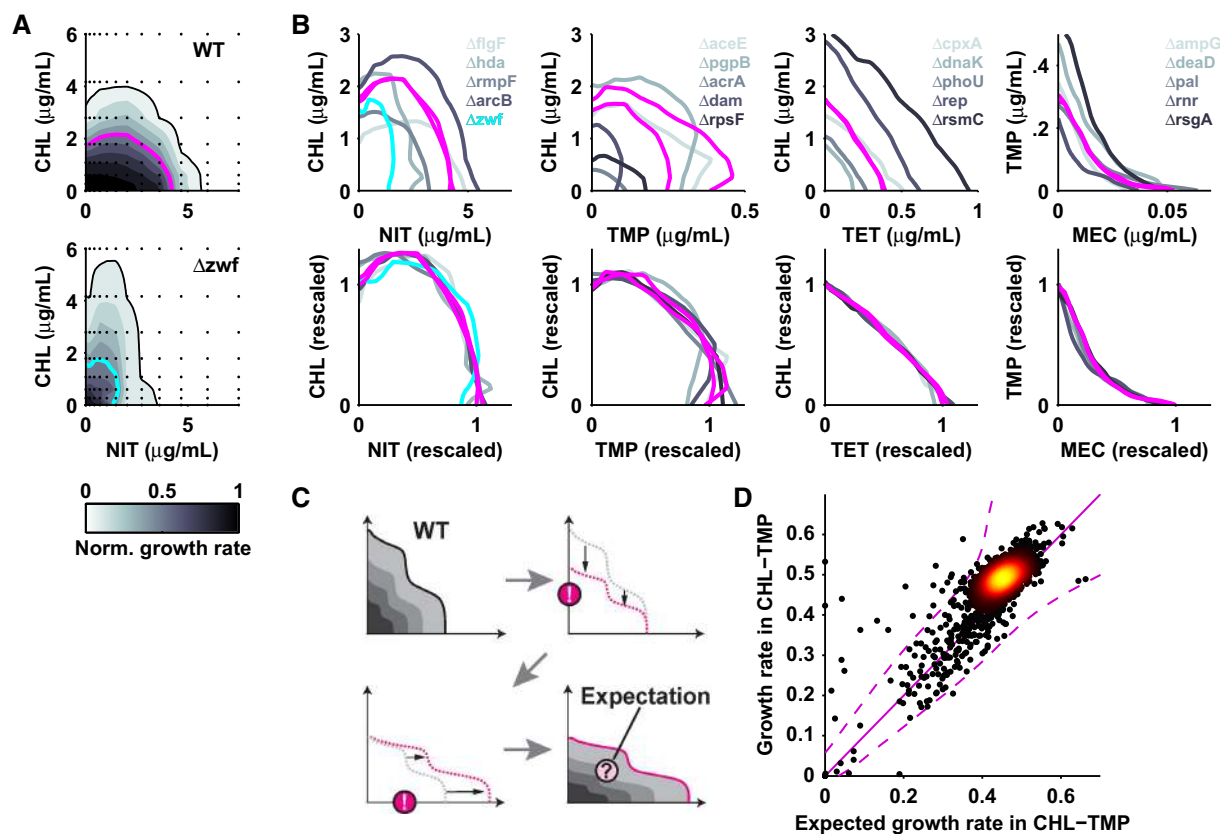 A
WT
CHL (µg/mL)
6
4
2
0
0 5
Δzwf
CHL (µg/mL)
6
4
2
0
0 5
NIT (µg/mL)
0 0.5 1
Norm. growth rate
B
CHL (µg/mL)
3
2
1
0
0 5
NIT (µg/mL)
ΔflgF
Δhda
ΔrmpF
ΔarcB
Δzwf
CHL (µg/mL)
3
2
1
0
0 0.5
TMP (µg/mL)
ΔaceE
ΔpgpB
ΔacrA
Δdam
ΔrpsF
CHL (µg/mL)
3
2
1
0
0 0.5 1
TET (µg/mL)
ΔcpxA
ΔdnaK
ΔphoU
Δrep
ΔrsmC
TMP (µg/mL)
.4
.2
0
0 0.05
MEC (µg/mL)
ΔampG
ΔdeaD
Δpal
Δrnr
ΔrsgA
CHL (rescaled)
1
0
0 1
NIT (rescaled)
CHL (rescaled)
1
0
0 1
TMP (rescaled)
CHL (rescaled)
1
0
0 1
TET (rescaled)
TMP (rescaled)
1
0
0 1
MEC (rescaled)
C
WT
!
!
Expectation
?
D
Growth rate in CHL−TMP
0.6
0.5
0.4
0.3
0.2
0.1
0
0 0.2 0.4 0.6
Expected growth rate in CHL−TMP